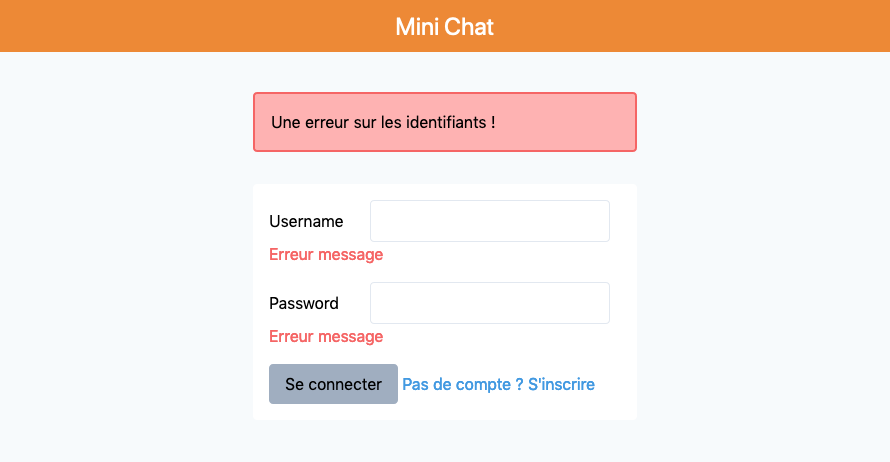 Mini Chat
Une erreur sur les identifiants !
Username
Erreur message
Password
Erreur message
Se connecter Pas de compte ? S'inscrire